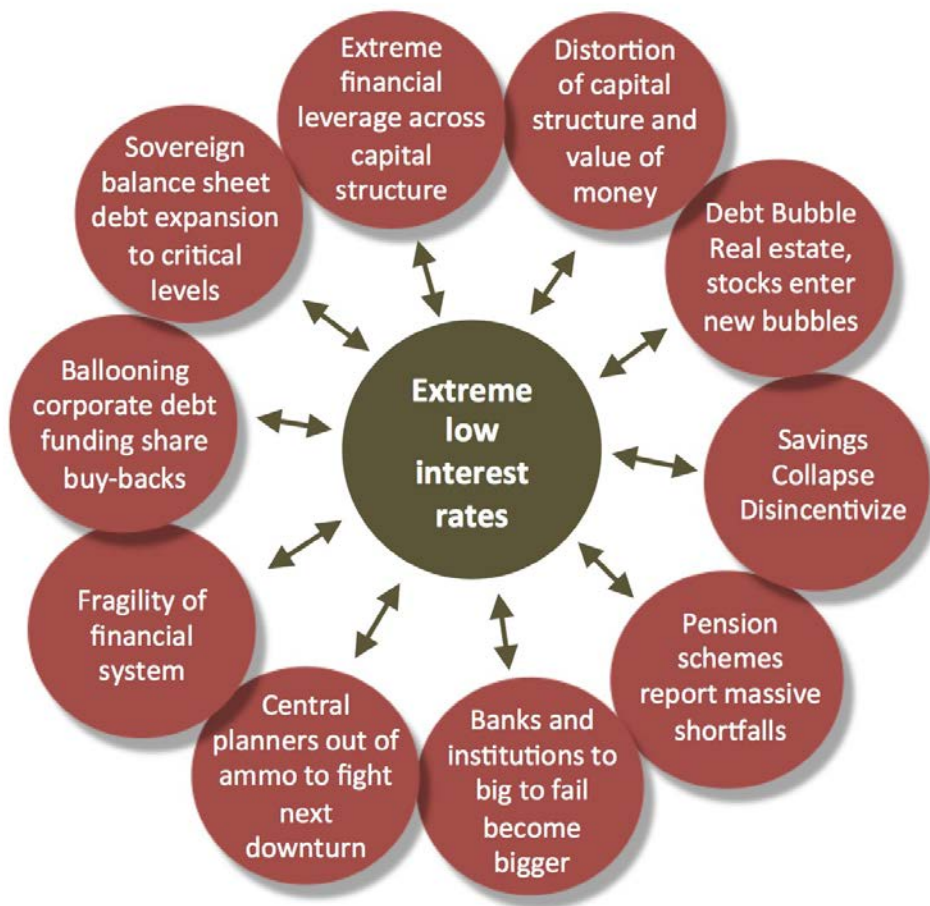 Extreme
financial
leverage across
capital
structure
Distortion
of capital
structure and
value of
money
Debt Bubble
Real estate,
stocks enter
new bubbles
Savings
Collapse
Disincentivize
Pension
schemes
report massive
shortfalls
Banks and
institutions to
big to fail
become
bigger
Central
planners out of
ammo to fight
next
downturn
Fragility of
financial
system
Ballooning
corporate debt
funding share
buy-backs
Sovereign
balance sheet
debt expansion
to critical
levels
Extreme
low
interest
rates